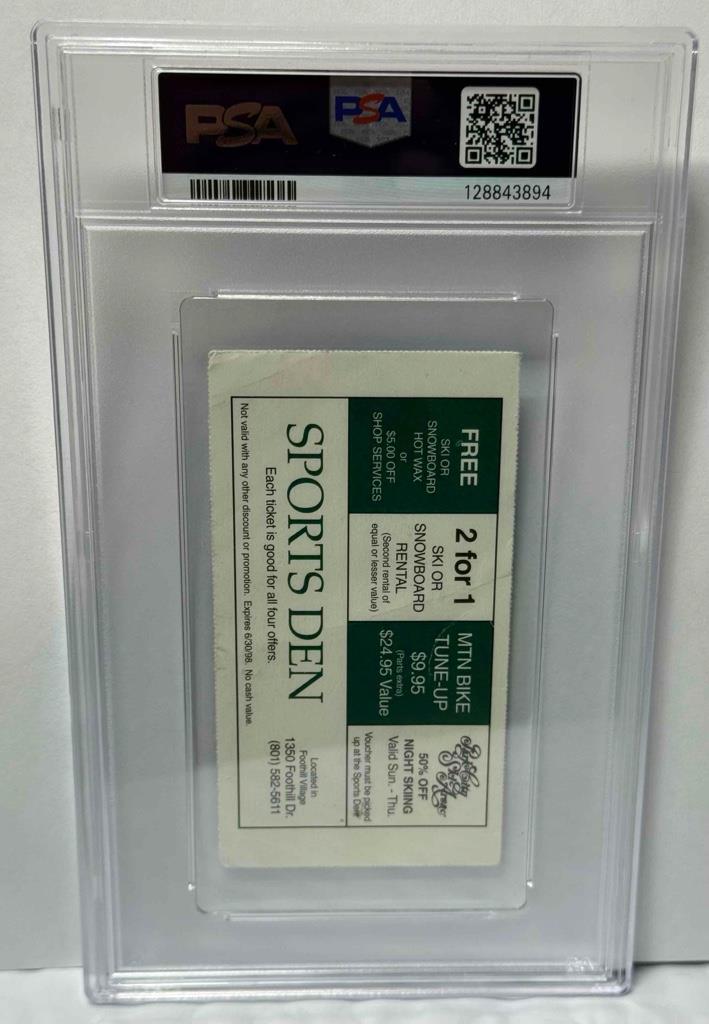 PSA
PSA
128843894
FREE
SKI OR
SNOWBOARD
HOT WAX
or
$5.00 OFF
SHOP SERVICES
2 for 1
SKI OR
SNOWBOARD
RENTAL
(Second rental of
equal or lesser value)
MTN BIKE
TUNE-UP
$9.95
(Parts extra)
$24.95 Value
Park City
Ski Area
50% OFF
NIGHT SKIING
Valid Sun. - Thu.
Voucher must be picked
up at the Sports Den
SPORTS DEN
Each ticket is good for all four offers.
Located in
Foothill Village
1350 Foothill Dr.
(801) 582-5611
Not valid with any other discount or promotion. Expires 6/30/98. No cash value.